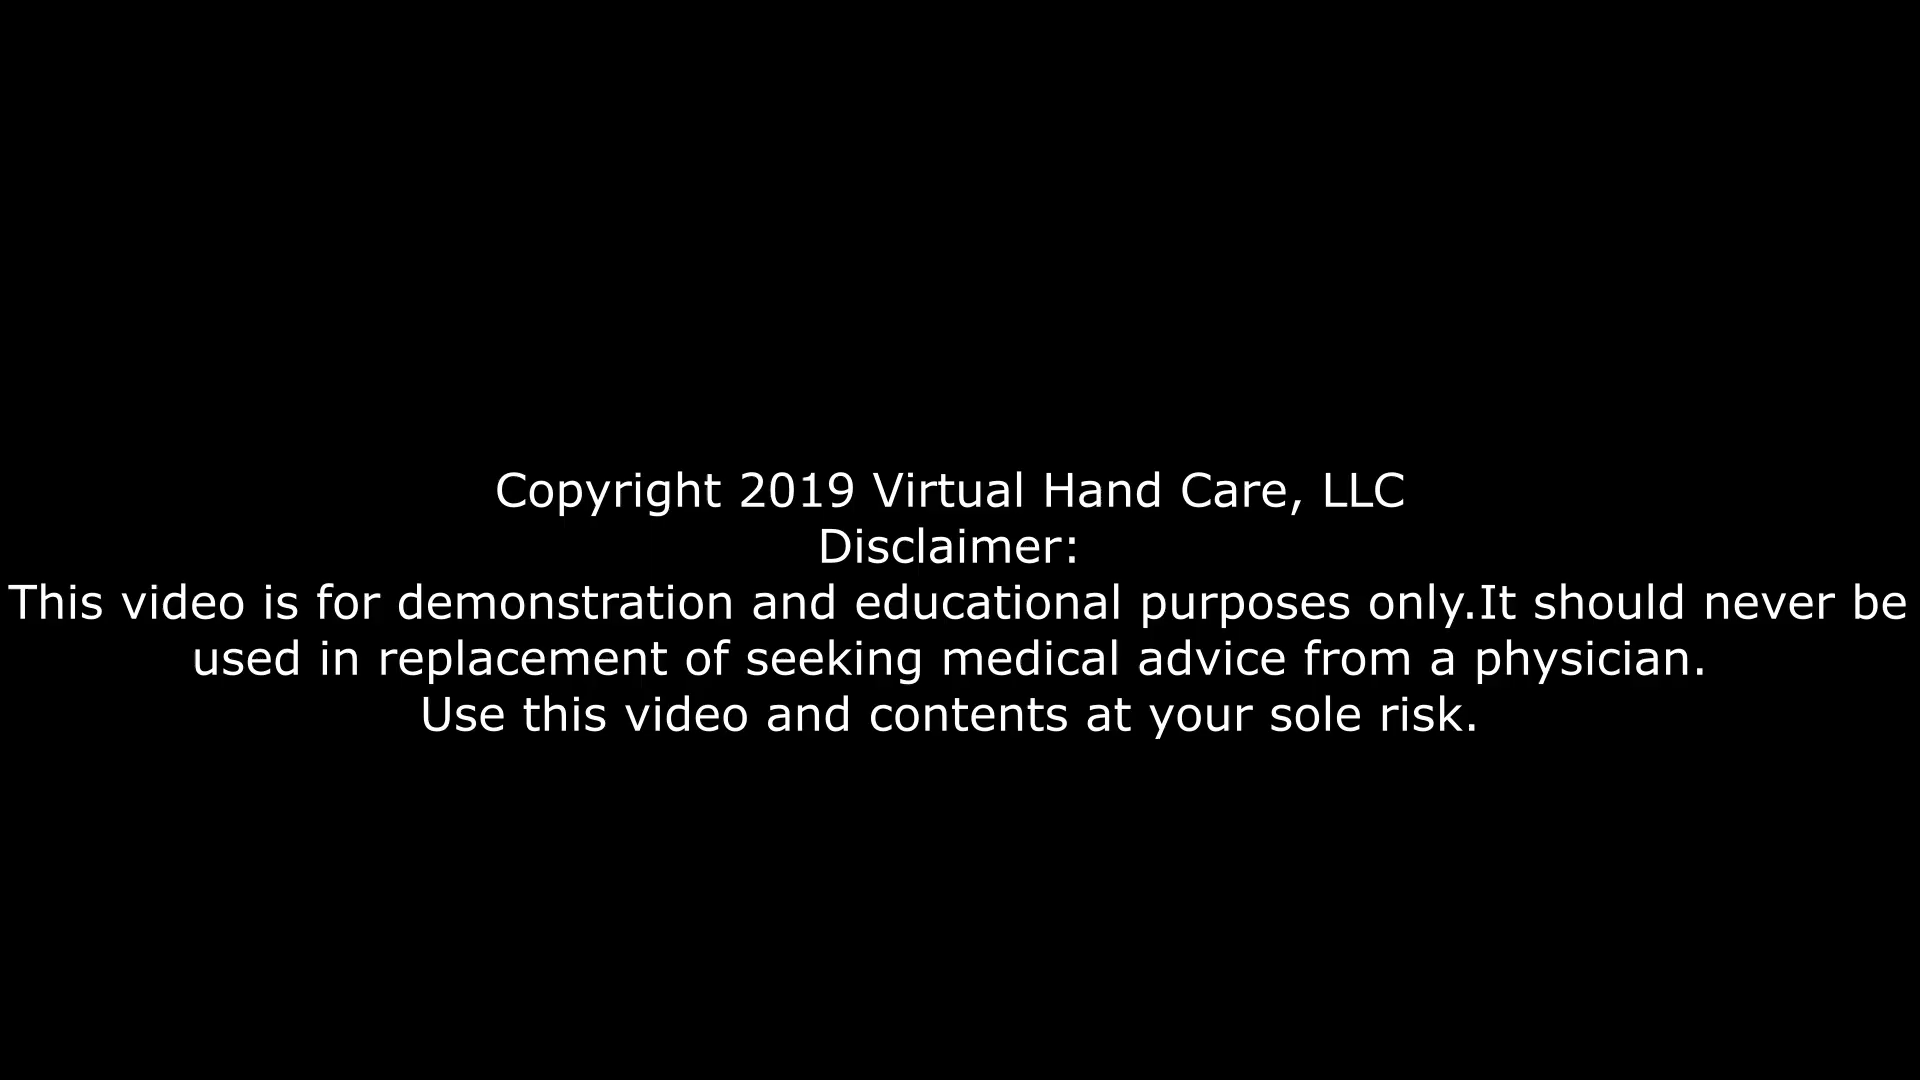 Copyright 2019 Virtual Hand Care, LLC
Disclaimer:
This video is for demonstration and educational purposes only.It should never be
used in replacement of seeking medical advice from a physician.
Use this video and contents at your sole risk.